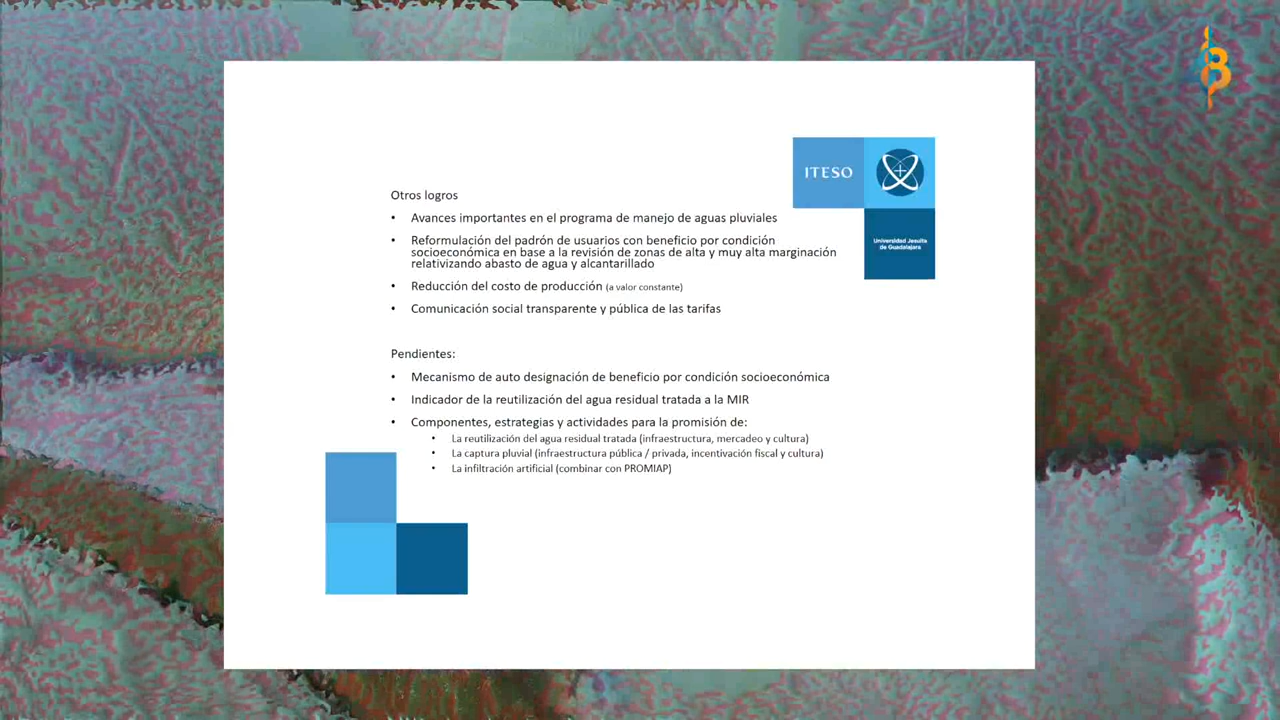 ITESO
Universidad Jesuita
de Guadalajara
Otros logros
• Avances importantes en el programa de manejo de aguas pluviales
• Reformulación del padrón de usuarios con beneficio por condición
socioeconómica en base a la revisión de zonas de alta y muy alta marginación
relativizando abasto de agua y alcantarillado
• Reducción del costo de producción (a valor constante)
• Comunicación social transparente y pública de las tarifas
Pendientes:
• Mecanismo de auto designación de beneficio por condición socioeconómica
• Indicador de la reutilización del agua residual tratada a la MIR
• Componentes, estrategias y actividades para la promisión de:
• La reutilización del agua residual tratada (infraestructura, mercadeo y cultura)
• La captura pluvial (infraestructura pública / privada, incentivación fiscal y cultura)
• La infiltración artificial (combinar con PROMIAP)